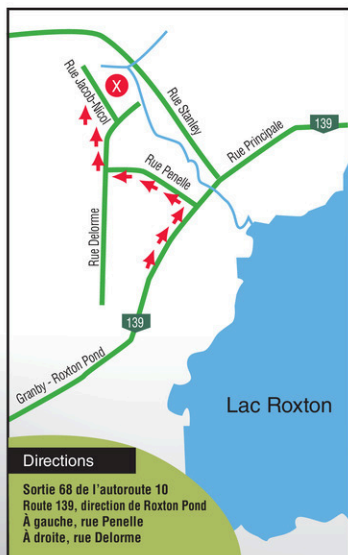 Rue Jacob-Nicol
X
Rue Stanley
139
Rue Principale
Rue Penelle
Rue Delorme
139
Granby - Roxton Pond
Lac Roxton
Directions
Sortie 68 de l'autoroute 10
Route 139, direction de Roxton Pond
À gauche, rue Penelle
À droite, rue Delorme